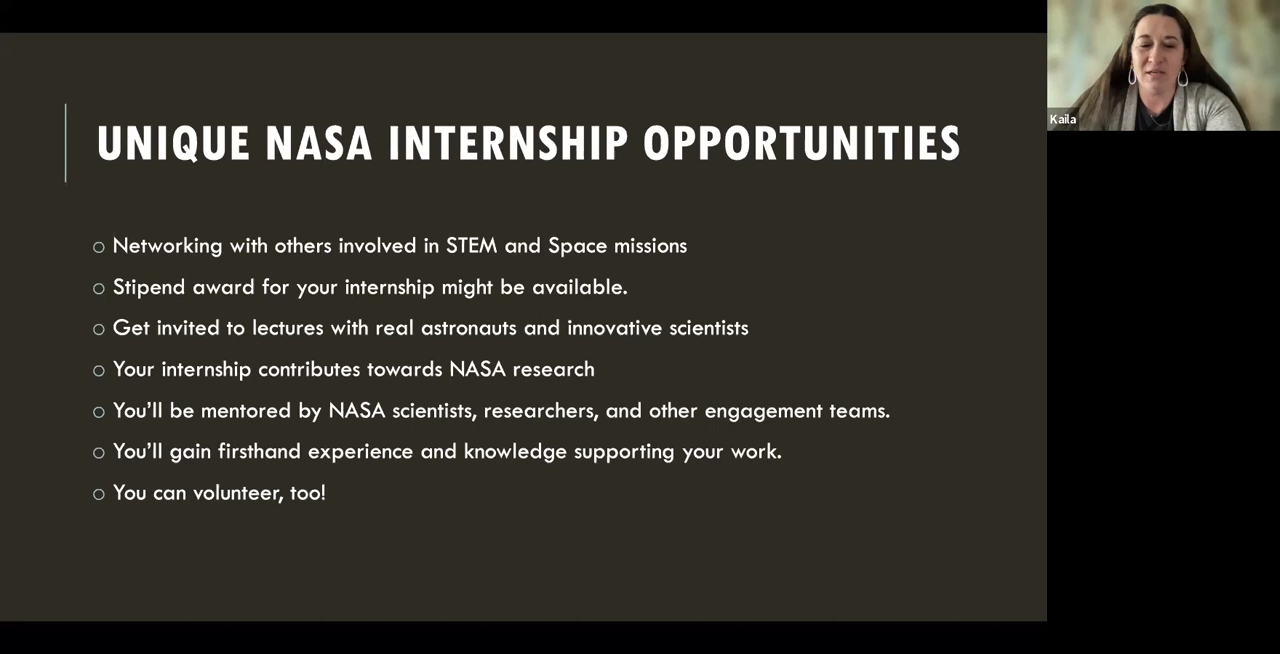 UNIQUE NASA INTERNSHIP OPPORTUNITIES
Networking with others involved in STEM and Space missions
Stipend award for your internship might be available.
Get invited to lectures with real astronauts and innovative scientists
Your internship contributes towards NASA research
You'll be mentored by NASA scientists, researchers, and other engagement teams.
You'll gain firsthand experience and knowledge supporting your work.
You can volunteer, too!
Kaila